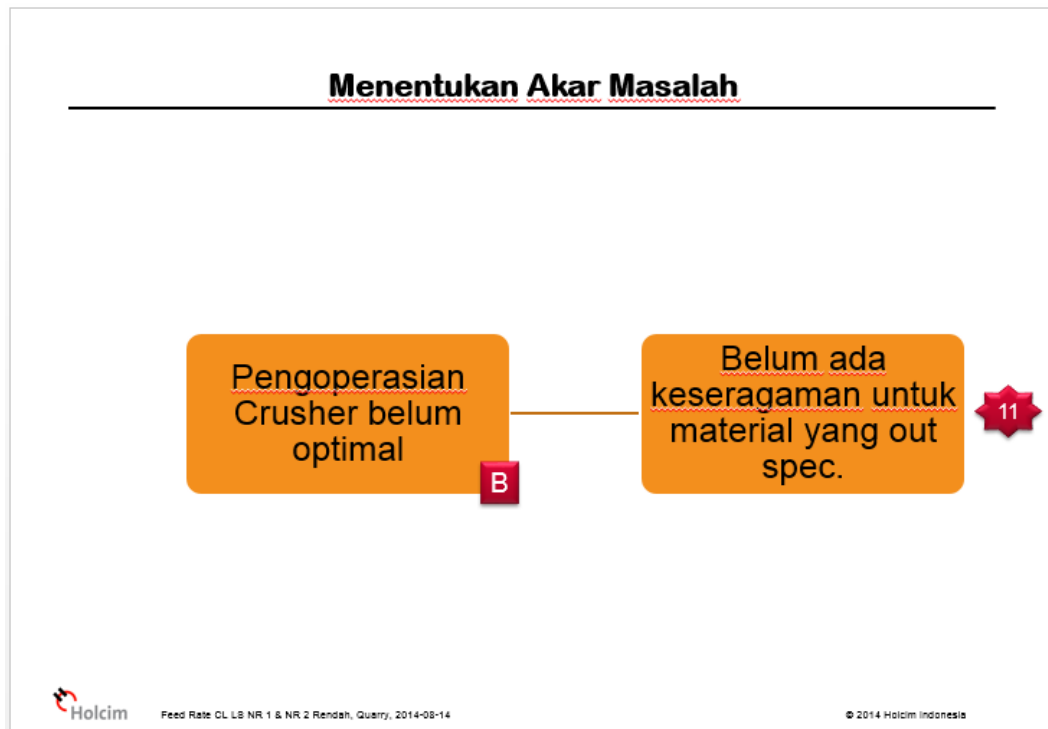 Menentukan Akar Masalah
Pengoperasian
Crusher belum
optimal
B
Belum ada
keseragaman untuk
material yang out
spec.
11
Holcim
Feed Rate CL LS NR 1 & NR 2 Rendah, Quarry, 2014-08-14
© 2014 Holcim Indonesia